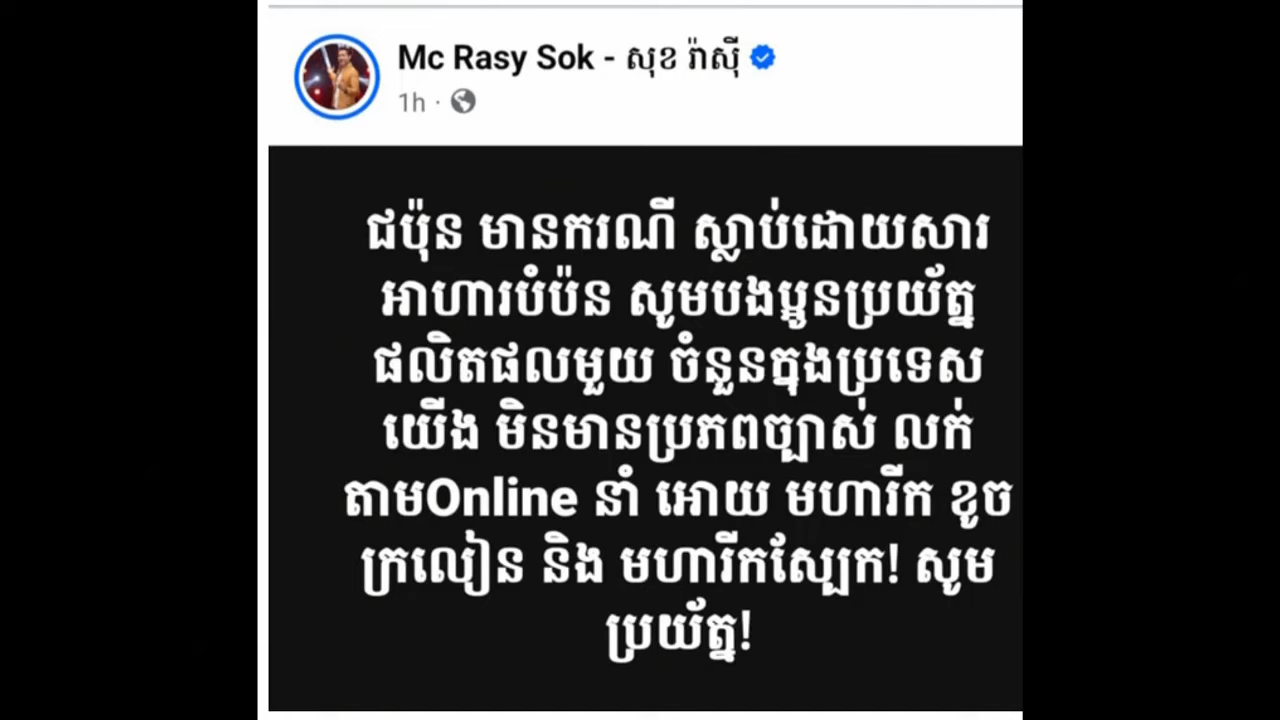 Mc Rasy Sok - សុខ រ៉ាស៊ី
1h ·
ជប៉ុន មានករណី ស្លាប់ដោយសារ
អាហារបំប៉ន សូមបងប្អូនប្រយ័ត្ន
ផលិតផលមួយ ចំនួនក្នុងប្រទេស
យើង មិនមានប្រភពច្បាស់ លក់
តាមOnline នាំ អោយ មហារីក ខូច
ក្រលៀន និង មហារីកស្បែក! សូម
ប្រយ័ត្ន!